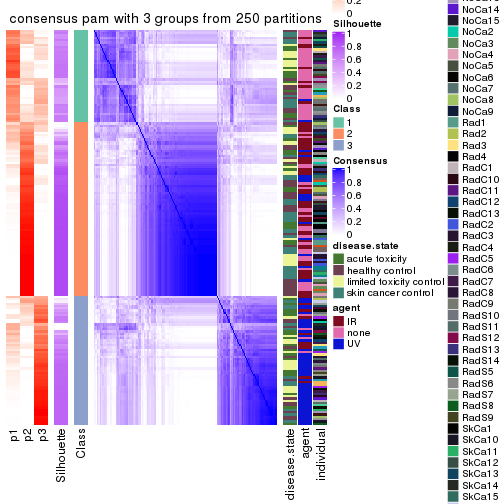 consensus pam with 3 groups from 250 partitions
p1
p2
p3
Silhouette
Class
disease.state
agent
individual
0.2
0
Silhouette
1
0.8
0.6
0.4
0.2
0
Class
1
2
3
Consensus
1
0.8
0.6
0.4
0.2
0
disease.state
acute toxicity
healthy control
limited toxicity control
skin cancer control
agent
IR
none
UV
NoCa14
NoCa15
NoCa2
NoCa3
NoCa4
NoCa5
NoCa6
NoCa7
NoCa8
NoCa9
Rad1
Rad2
Rad3
Rad4
RadC1
RadC10
RadC11
RadC12
RadC13
RadC2
RadC3
RadC4
RadC5
RadC6
RadC7
RadC8
RadC9
RadS10
RadS11
RadS12
RadS13
RadS14
RadS5
RadS6
RadS7
RadS8
RadS9
SkCa1
SkCa10
SkCa11
SkCa12
SkCa13
SkCa14
SkCa15